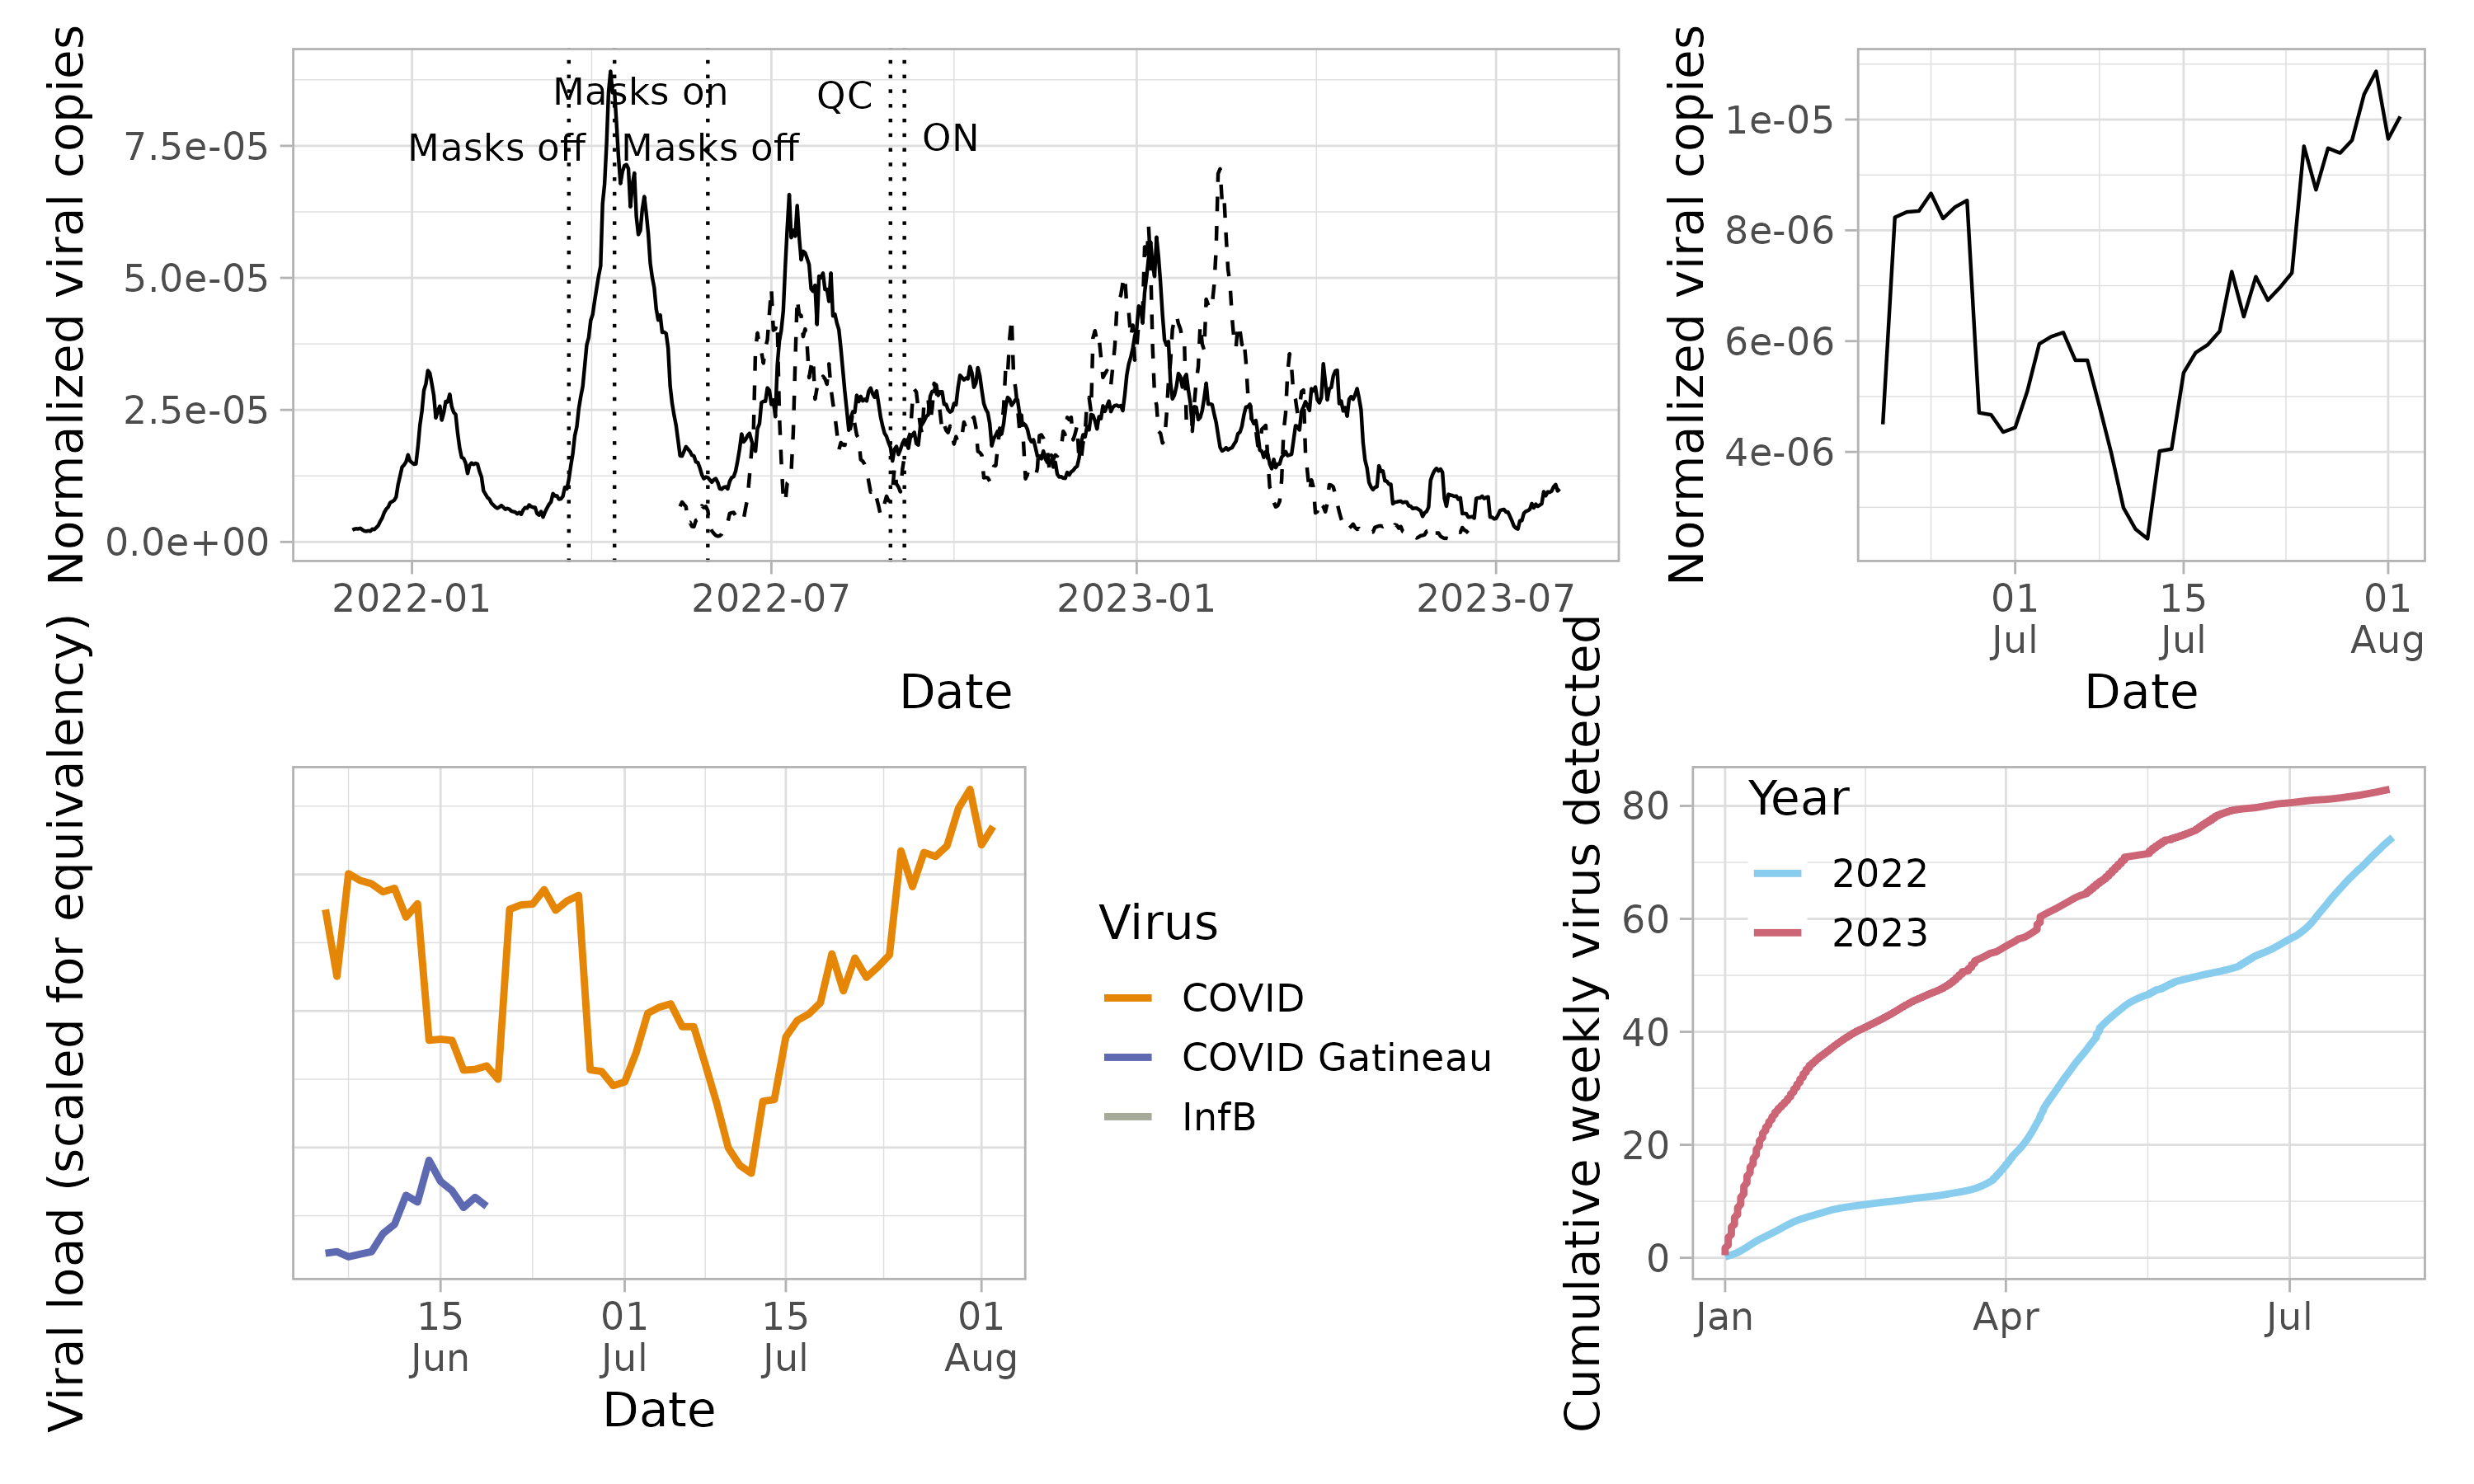 Normalized viral copies
7.5e-05
5.0e-05
2.5e-05
0.0e+00
Masks off
Masks on
Masks off
QC
ON
2022-01
2022-07
2023-01
2023-07
Date
Normalized viral copies
1e-05
8e-06
6e-06
4e-06
01 Jul
15 Jul
01 Aug
Date
Viral load (scaled for equivalency)
15 Jun
01 Jul
15 Jul
01 Aug
Date
Virus
COVID
COVID Gatineau
InfB
Cumulative weekly virus detected
80
60
40
20
0
Year
2022
2023
Jan
Apr
Jul